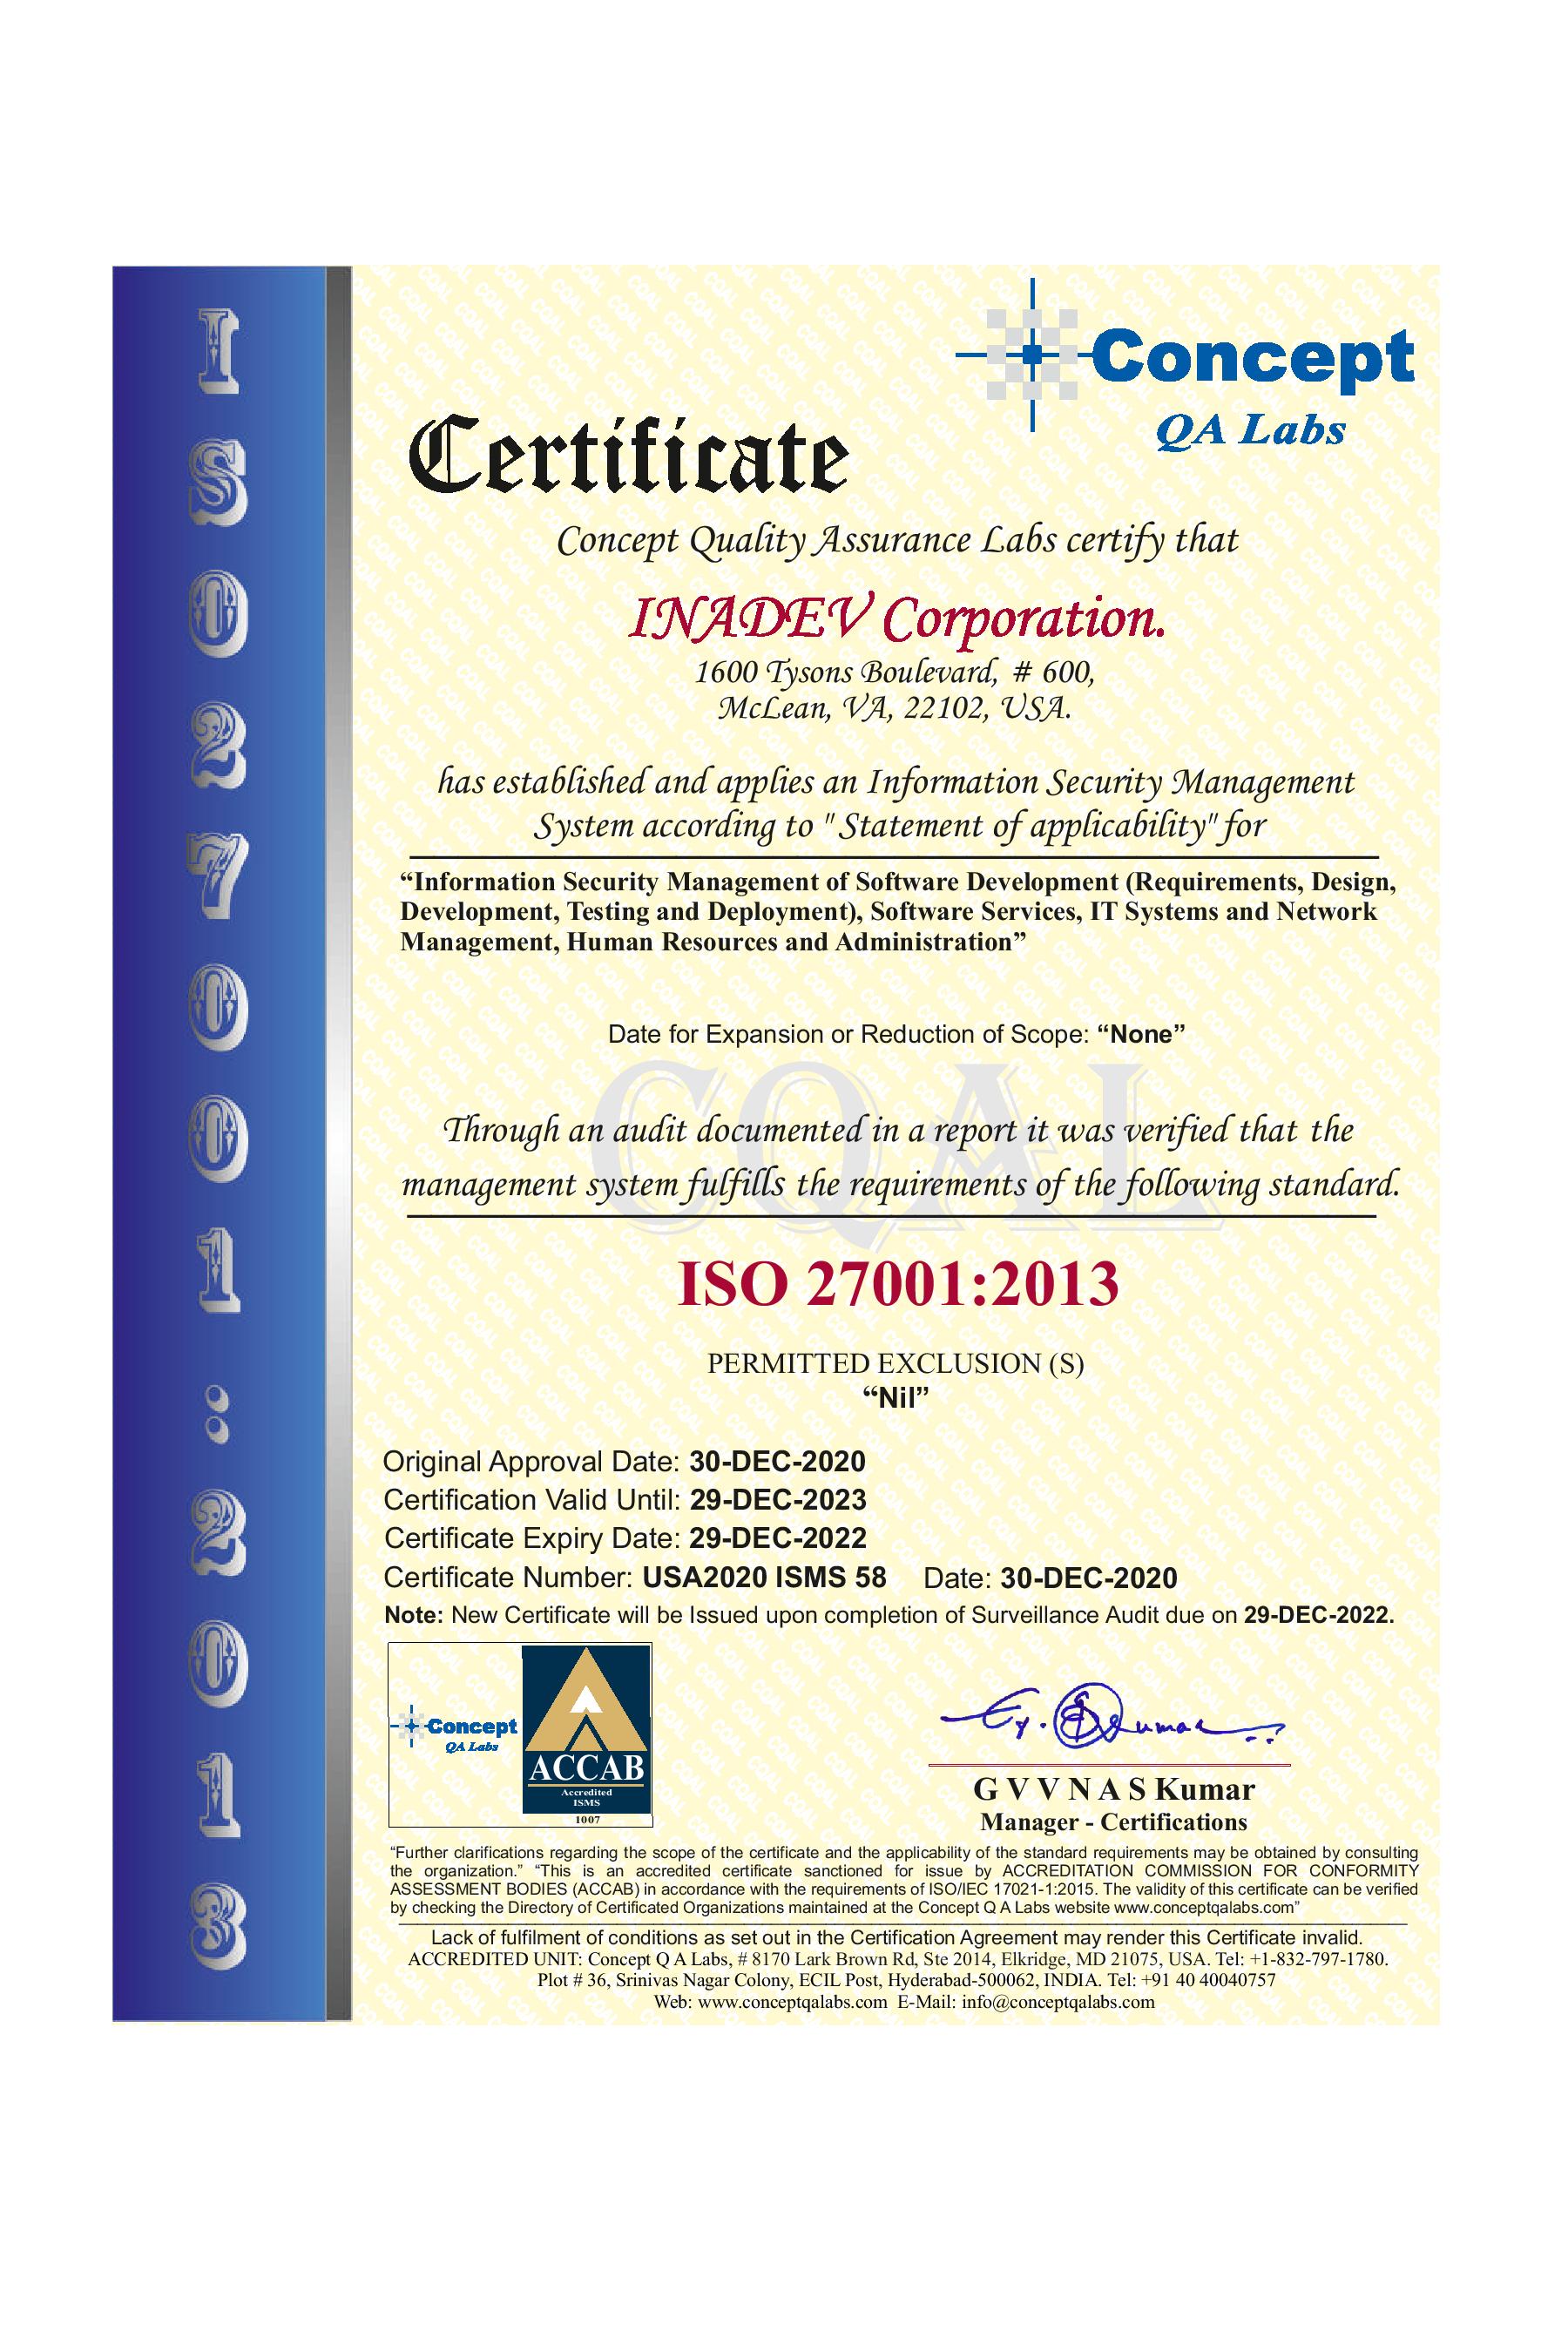 ISO27001:2013
Concept
QA Labs
Certificate
Concept Quality Assurance Labs certify that
INADEV Corporation.
1600 Tysons Boulevard, # 600,
McLean, VA, 22102, USA.
has established and applies an Information Security Management
System according to " Statement of applicability" for
“Information Security Management of Software Development (Requirements, Design,
Development, Testing and Deployment), Software Services, IT Systems and Network
Management, Human Resources and Administration”
Date for Expansion or Reduction of Scope: “None”
CQAL
Through an audit documented in a report it was verified that the
management system fulfills the requirements of the following standard.
ISO 27001:2013
PERMITTED EXCLUSION (S)
“Nil”
Original Approval Date: 30-DEC-2020
Certification Valid Until: 29-DEC-2023
Certificate Expiry Date: 29-DEC-2022
Certificate Number: USA2020 ISMS 58 Date: 30-DEC-2020
Note: New Certificate will be Issued upon completion of Surveillance Audit due on 29-DEC-2022.
Concept
QA Labs
ACCAB
Accredited
ISMS
1007
G V V N A S Kumar
Manager - Certifications
“Further clarifications regarding the scope of the certificate and the applicability of the standard requirements may be obtained by consulting
the organization.” “This is an accredited certificate sanctioned for issue by ACCREDITATION COMMISSION FOR CONFORMITY
ASSESSMENT BODIES (ACCAB) in accordance with the requirements of ISO/IEC 17021-1:2015. The validity of this certificate can be verified
by checking the Directory of Certificated Organizations maintained at the Concept Q A Labs website www.conceptqalabs.com”
Lack of fulfilment of conditions as set out in the Certification Agreement may render this Certificate invalid.
ACCREDITED UNIT: Concept Q A Labs, # 8170 Lark Brown Rd, Ste 2014, Elkridge, MD 21075, USA. Tel: +1-832-797-1780.
Plot # 36, Srinivas Nagar Colony, ECIL Post, Hyderabad-500062, INDIA. Tel: +91 40 40040757
Web: www.conceptqalabs.com E-Mail: info@conceptqalabs.com